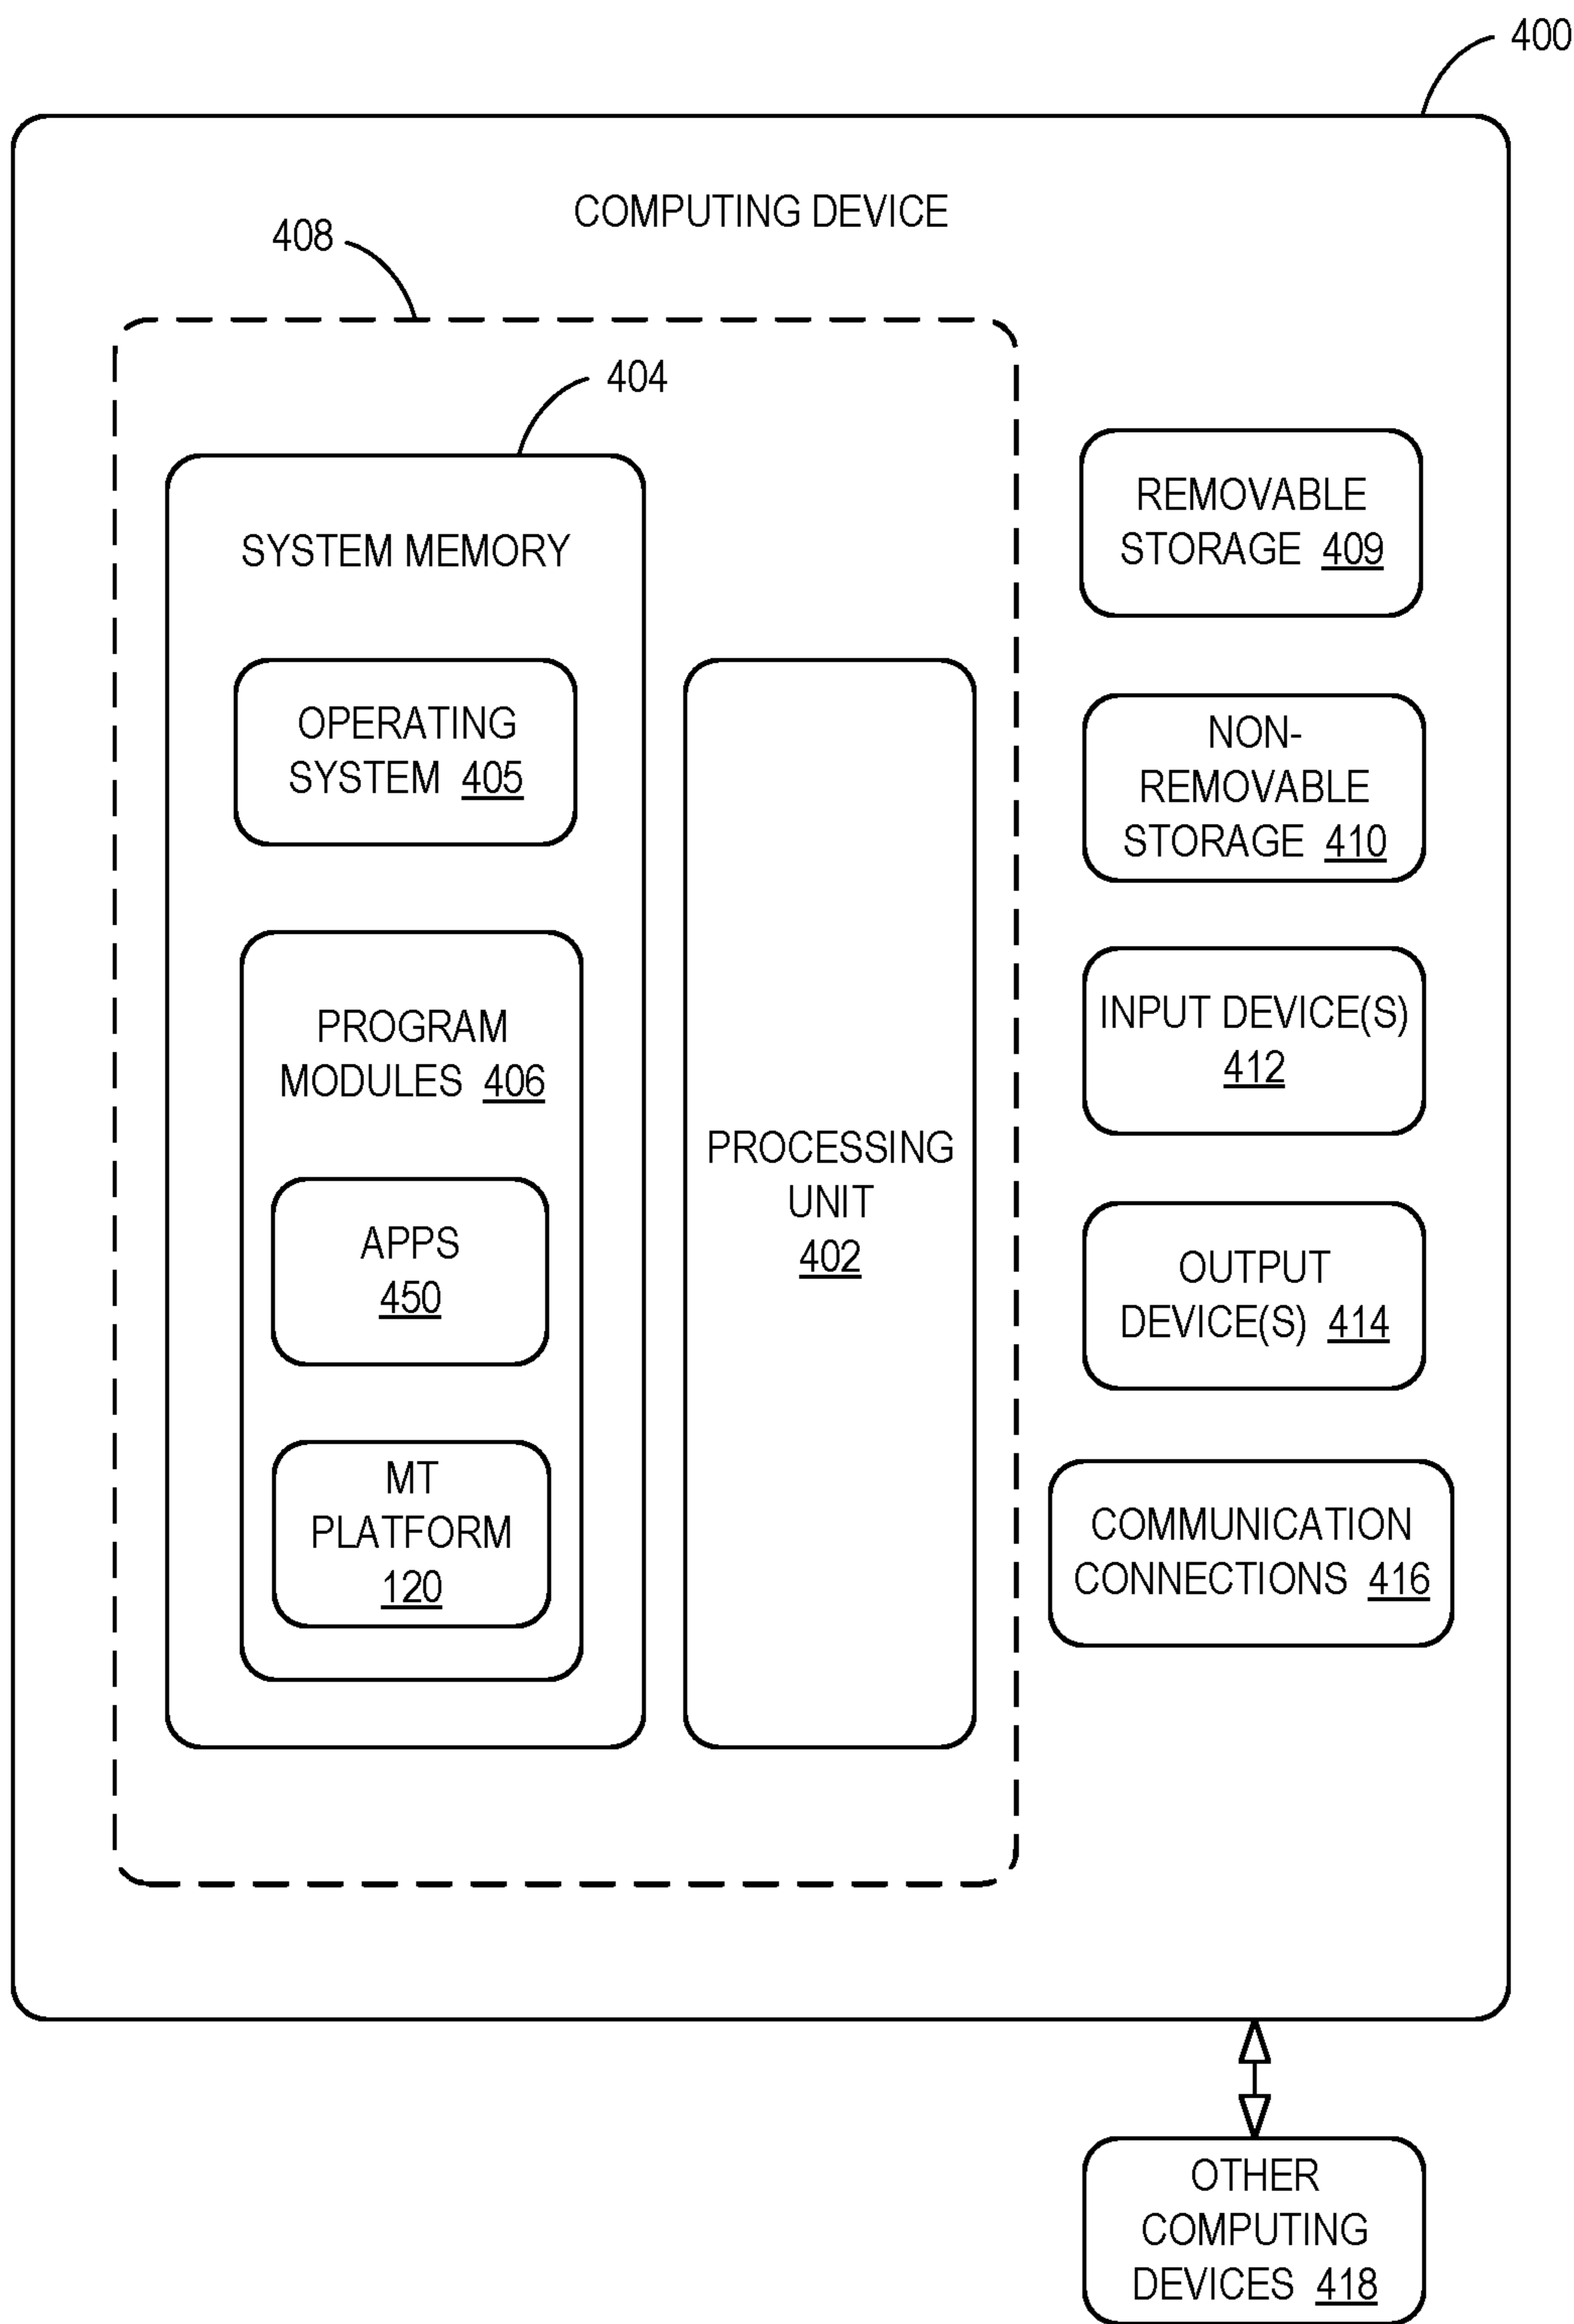 400
COMPUTING DEVICE
408
404
SYSTEM MEMORY
OPERATING
SYSTEM 405
PROGRAM
MODULES 406
APPS
450
MT
PLATFORM
120
PROCESSING
UNIT
402
REMOVABLE
STORAGE 409
NON-
REMOVABLE
STORAGE 410
INPUT DEVICE(S)
412
OUTPUT
DEVICE(S) 414
COMMUNICATION
CONNECTIONS 416
OTHER
COMPUTING
DEVICES 418